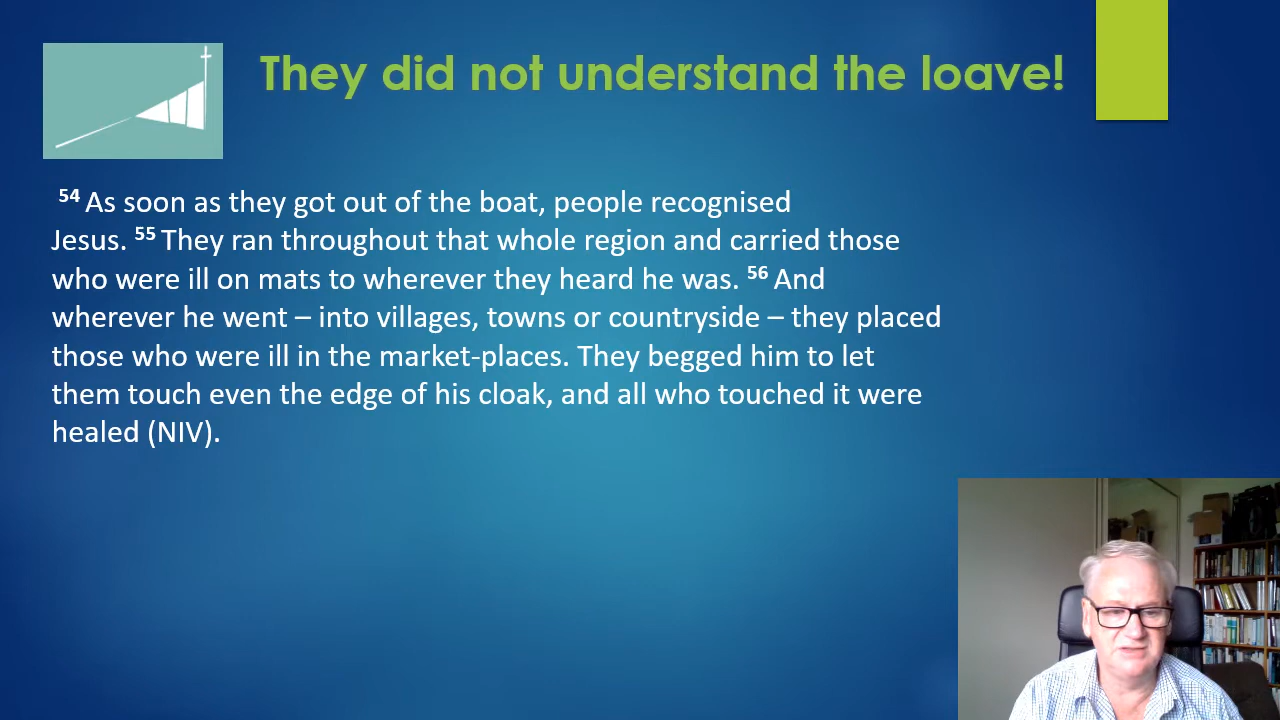 They did not understand the loave!
54 As soon as they got out of the boat, people recognised
Jesus. 55 They ran throughout that whole region and carried those
who were ill on mats to wherever they heard he was. 56 And
wherever he went – into villages, towns or countryside – they placed
those who were ill in the market-places. They begged him to let
them touch even the edge of his cloak, and all who touched it were
healed (NIV).